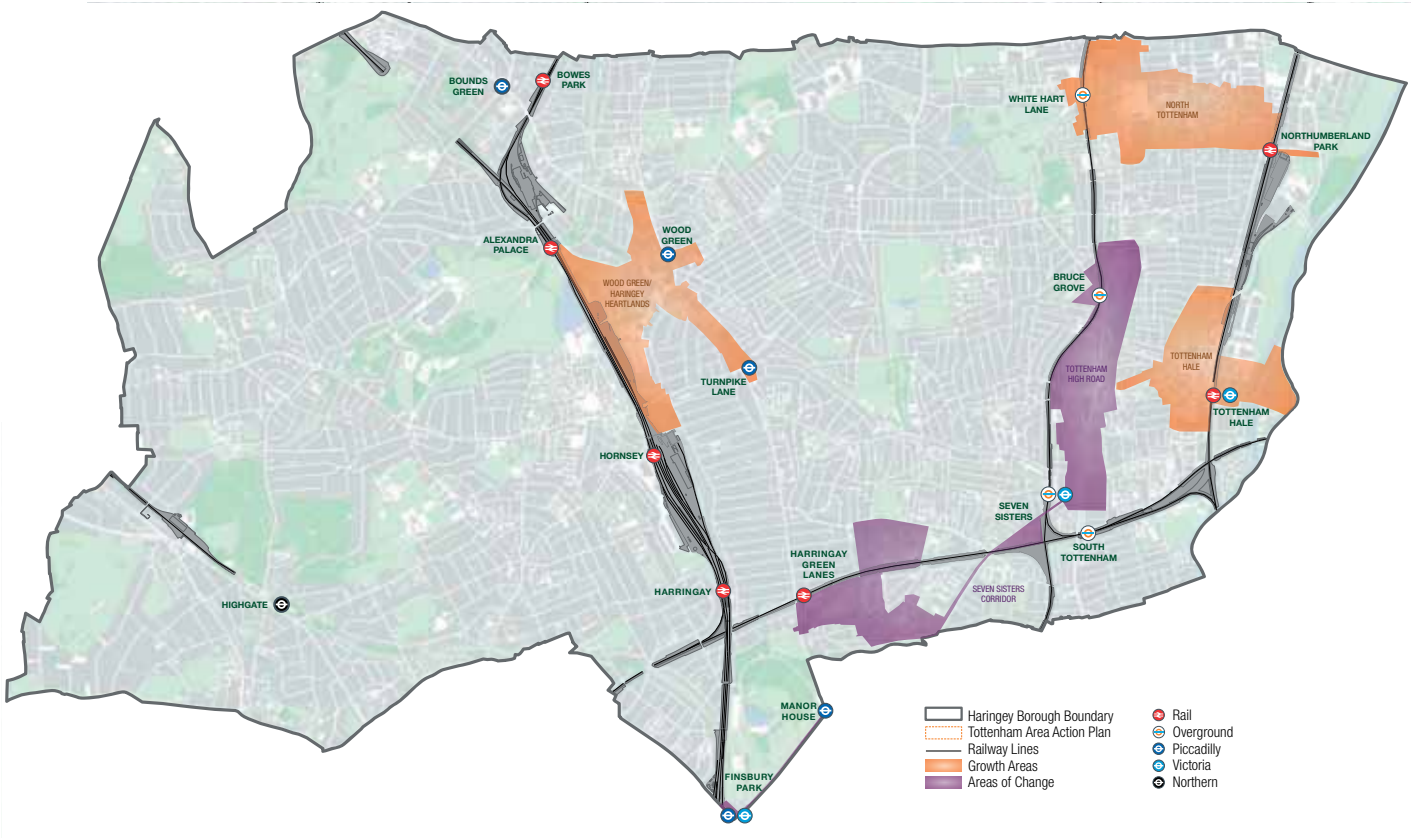 BOUNDS
GREEN
BOWES
PARK
WHITE HART
LANE
NORTH
TOTTENHAM
NORTHUMBERLAND
PARK
ALEXANDRA
PALACE
WOOD
GREEN
WOOD GREEN/
HARINGEY
HEARTLANDS
BRUCE
GROVE
TURNPIKE
LANE
TOTTENHAM
HIGH ROAD
TOTTENHAM
HALE
TOTTENHAM
HALE
HORNSEY
SEVEN
SISTERS
SOUTH
TOTTENHAM
HARRINGAY
GREEN
LANES
HARRINGAY
SEVEN SISTERS
CORRIDOR
HIGHGATE
MANOR
HOUSE
FINSBURY
PARK
Haringey Borough Boundary
Tottenham Area Action Plan
Railway Lines
Growth Areas
Areas of Change
Rail
Overground
Piccadilly
Victoria
Northern